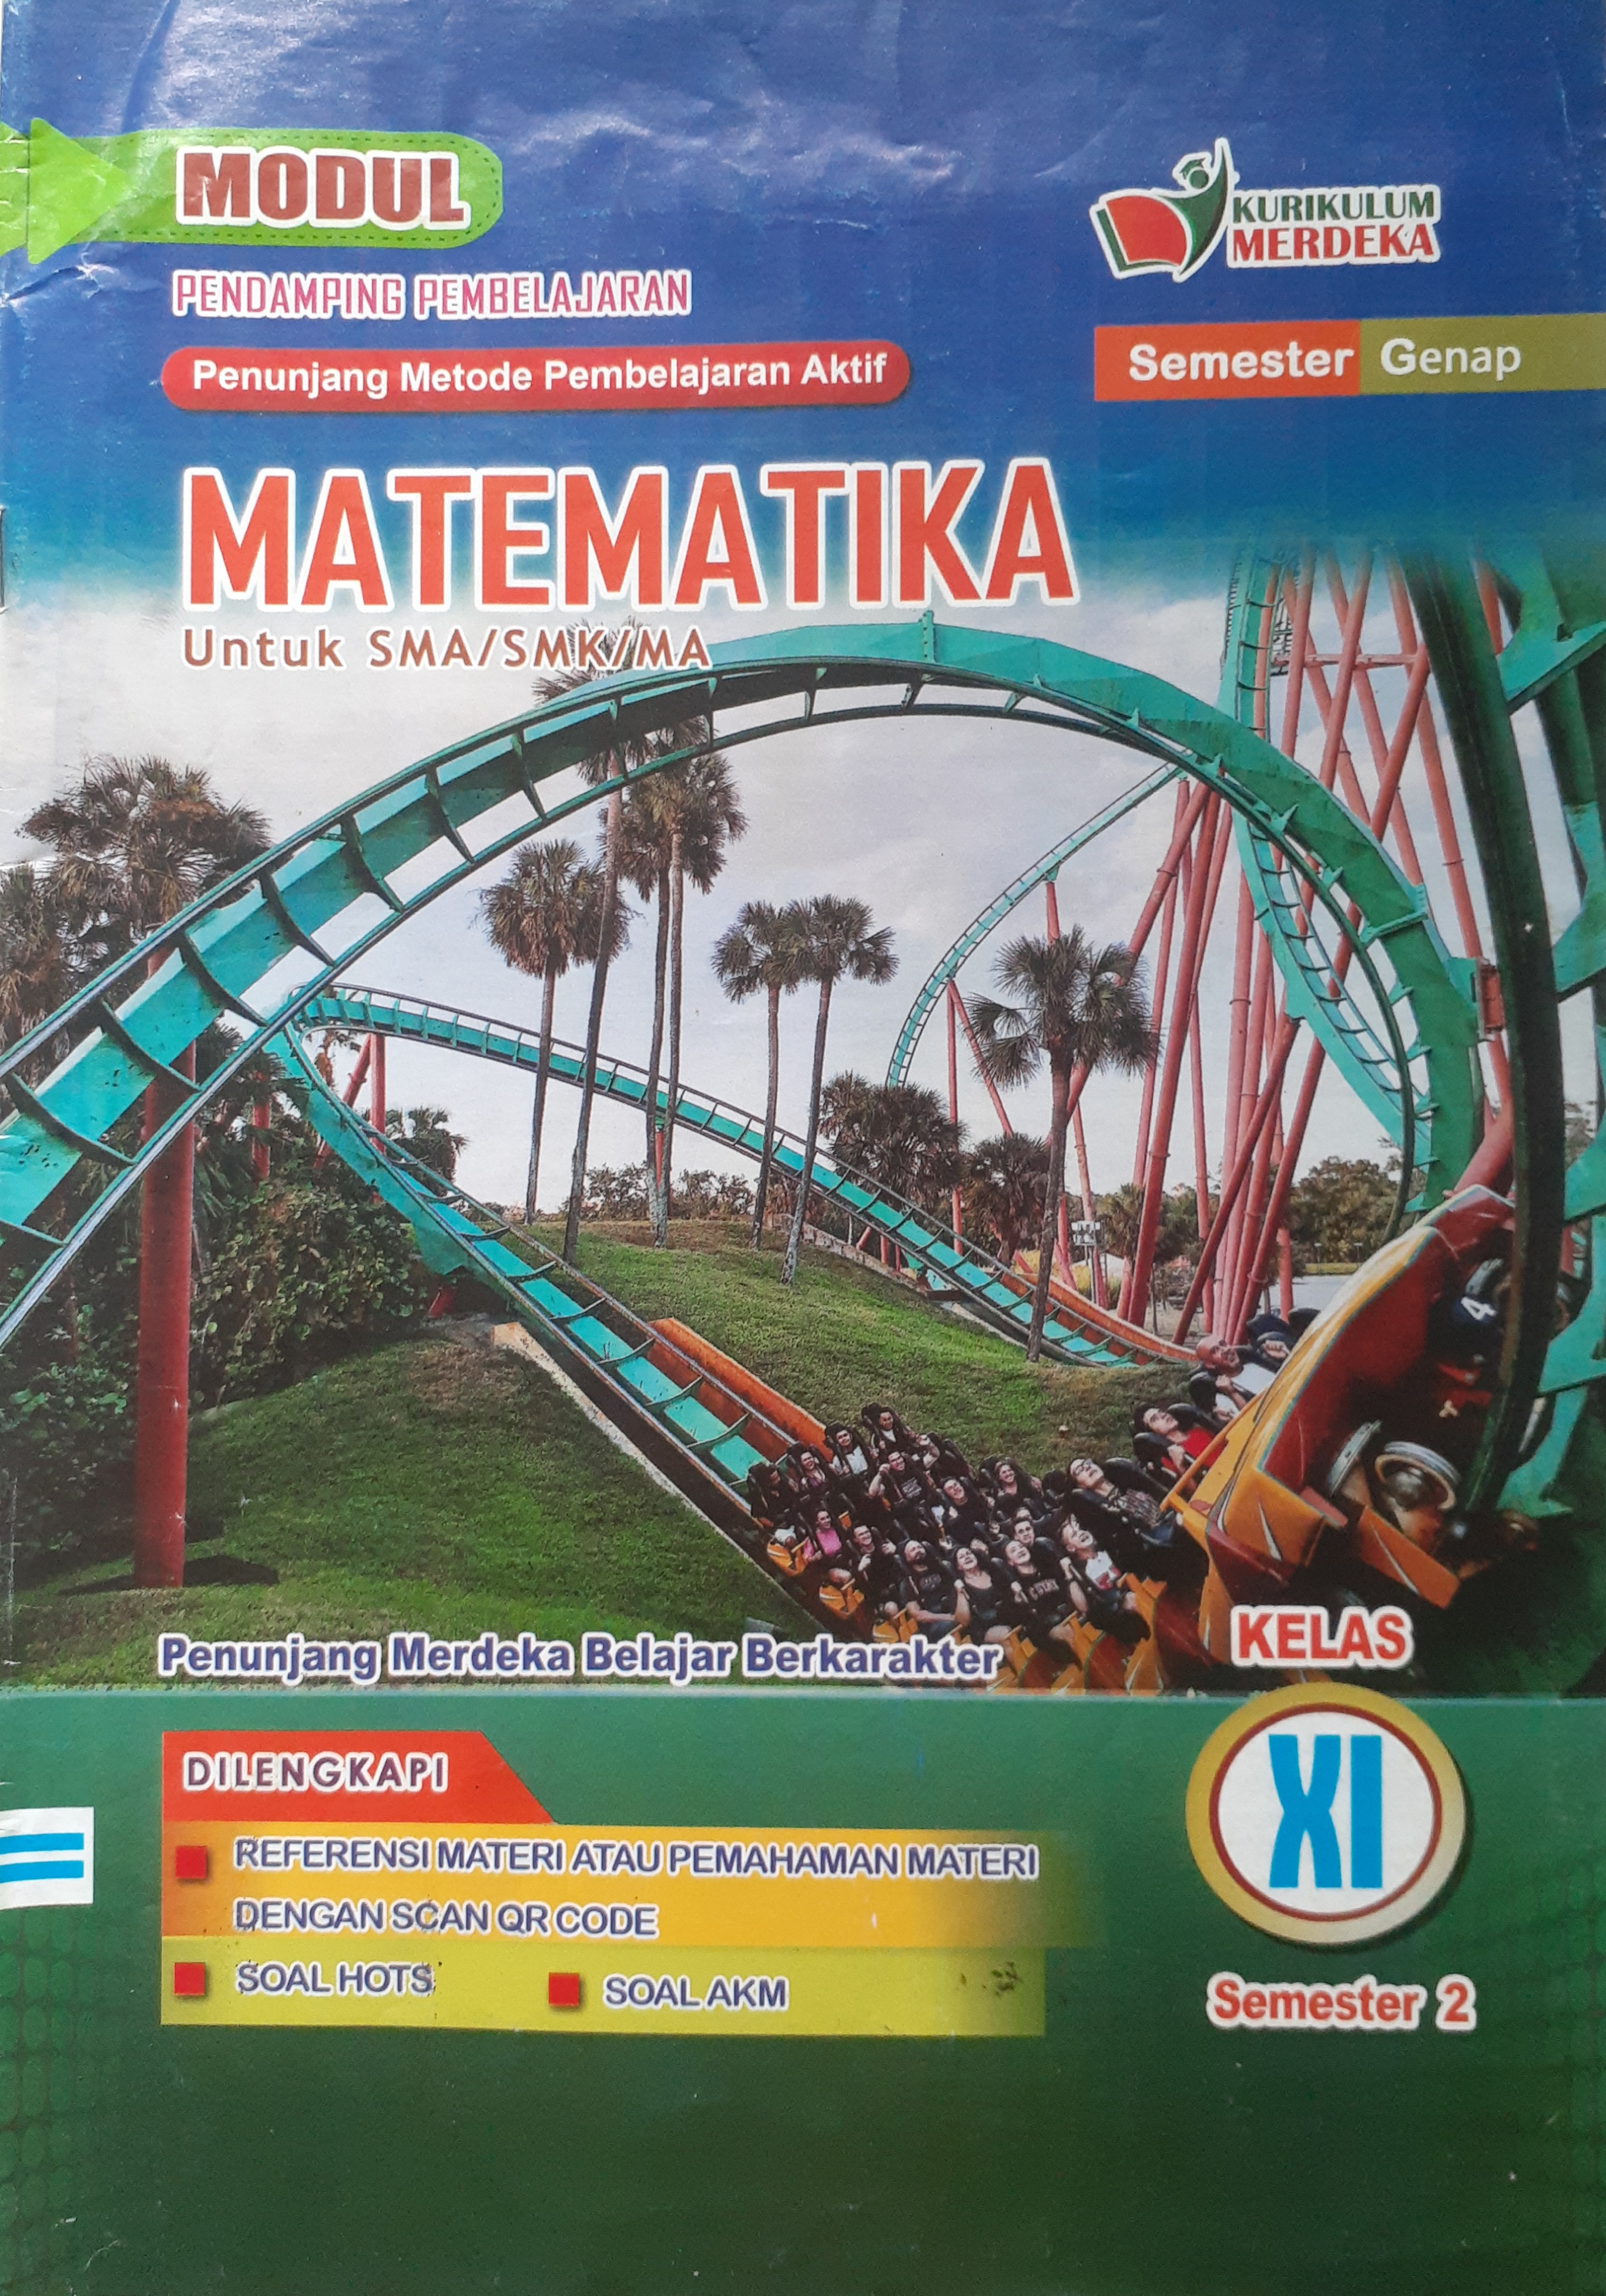 MODUL
PENDAMPING PEMBELAJARAN
Penunjang Metode Pembelajaran Aktif
KURIKULUM
MERDEKA
Semester Genap
MATEMATIKA
Untuk SMA/SMK/MA
4
Penunjang Merdeka Belajar Berkarakter
KELAS
XI
Semester 2
DILENGKAPI
REFERENSI MATERI ATAU PEMAHAMAN MATERI
DENGAN SCAN QR CODE
SOAL HOTS
SOAL AKM